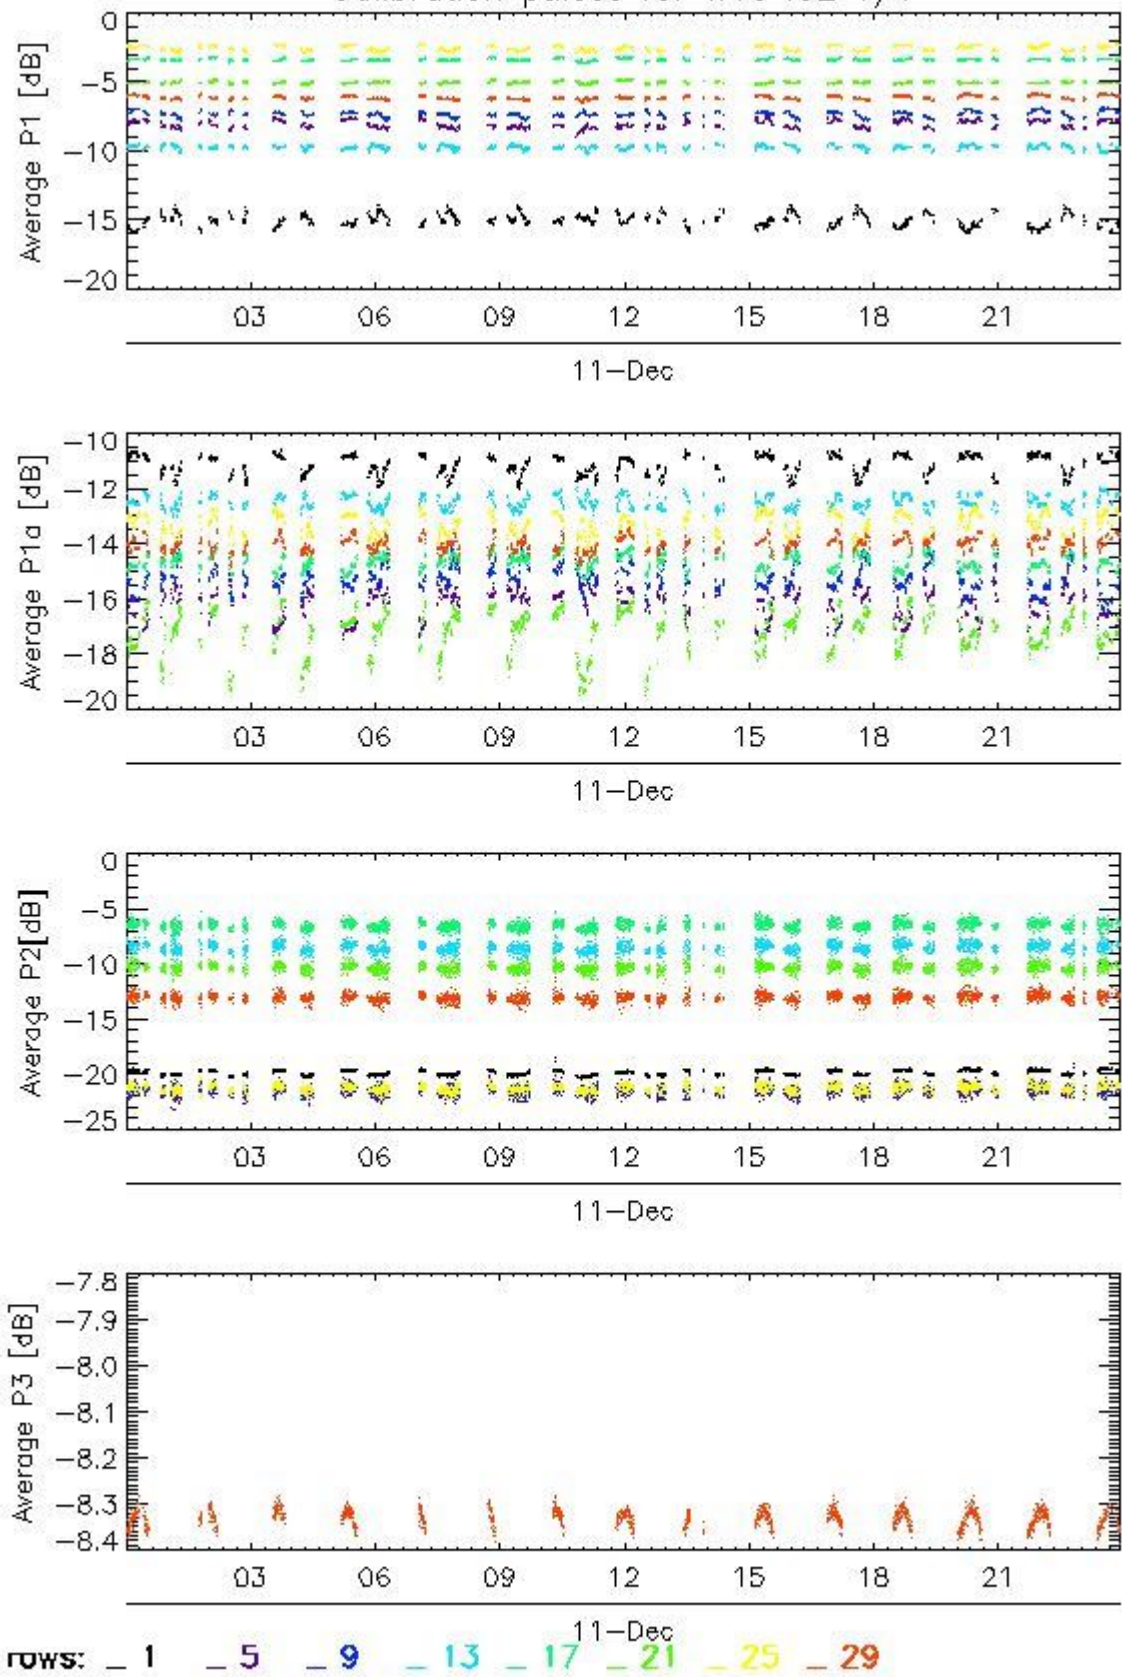 Average P1 [dB]
0
−5
−10
−15
−20
03 06 09 12 15 18 21
11−Dec
Average P1a [dB]
−10
−12
−14
−16
−18
−20
03 06 09 12 15 18 21
11−Dec
Average P2[dB]
0
−5
−10
−15
−20
−25
03 06 09 12 15 18 21
11−Dec
Average P3 [dB]
−7.8
−7.9
−8.0
−8.1
−8.2
−8.3
−8.4
03 06 09 12 15 18 21
11−Dec
rows: _ 1 _ 5 _ 9 _ 13 _ 17 _ 21 _ 25 _ 29